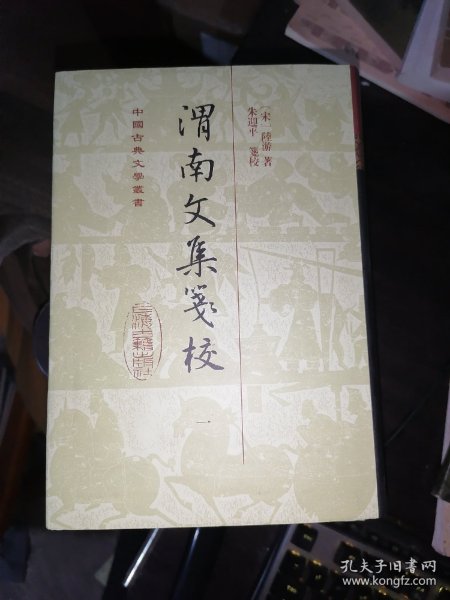 〔宋〕陸游 著
朱迎平 箋校
渭南文集箋校
一
中國古典文學叢書
上海古籍出版社
孔夫子旧书网
www.kongfz.com